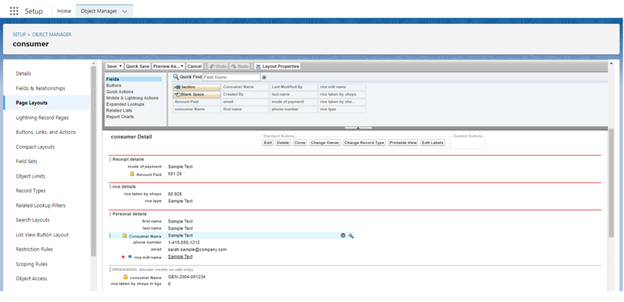 Setup Home Object Manager
SETUP > OBJECT MANAGER
consumer
Details
Fields & Relationships
Page Layouts
Lightning Record Pages
Buttons, Links, and Actions
Compact Layouts
Field Sets
Object Limits
Record Types
Related Lookup Filters
Search Layouts
List View Button Layout
Restriction Rules
Scoping Rules
Object Access
Save Quick Save Preview As... Cancel Undo Redo Layout Properties
Fields
Buttons
Quick Actions
Mobile & Lightning Actions
Expanded Lookups
Related Lists
Report Charts
Quick Find Field Name
Section Consumer Name Last Modified By rice mill name
Blank Space Created By last name rice taken by shops
Amount Paid email mode of payment rice taken by sho...
consumer Name first name phone number rice type
consumer Detail
Standard Buttons
Edit Delete Clone Change Owner Change Record Type Printable View Edit Labels
Custom Buttons
Receipt details
mode of payment Sample Text
Amount Paid
rice details
rice taken by shops
rice type Sample Text
Personal details
first name Sample Text
last name Sample Text
Consumer Name Sample Text
phone number 1-415-555-1212
email sarah.sample@company.com
rice mill name Sample Text
Information (Header visible on edit only)
consumer Name GEN-2004-001234
rice taken by shops in kgs